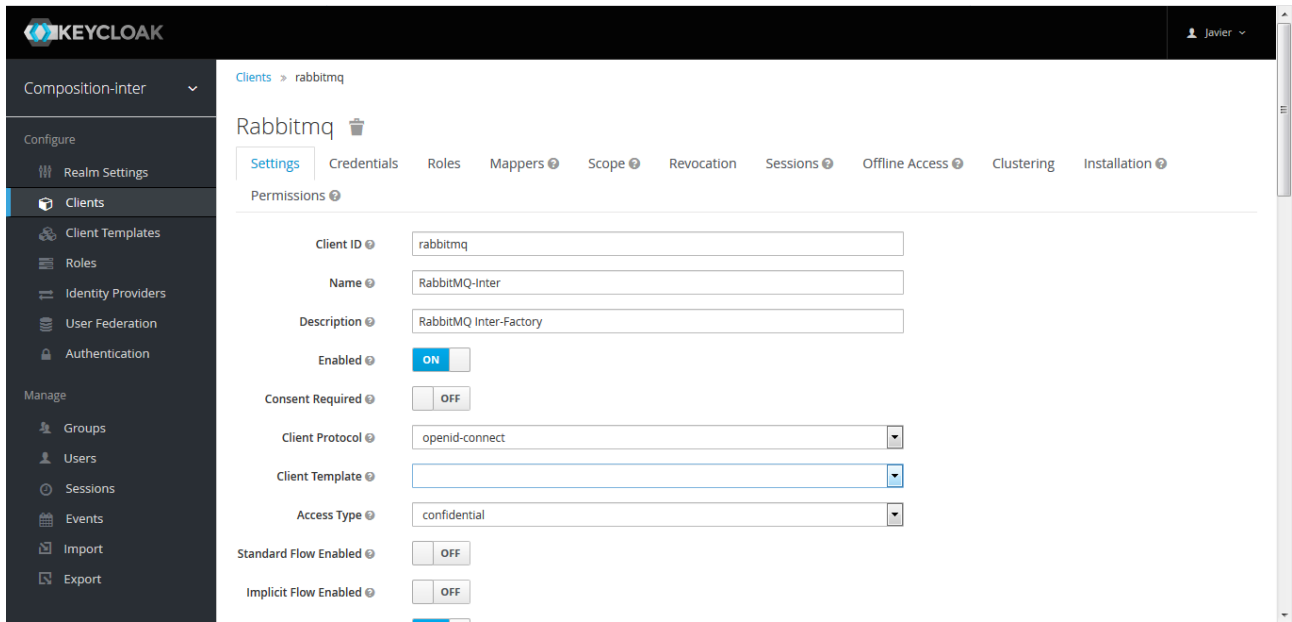 KEYCLOAK
Javier
Composition-inter
Configure
Realm Settings
Clients
Client Templates
Roles
Identity Providers
User Federation
Authentication
Manage
Groups
Users
Sessions
Events
Import
Export
Clients » rabbitmq
Rabbitmq
Settings Credentials Roles Mappers Scope Revocation Sessions Offline Access Clustering Installation
Permissions
Client ID rabbitmq
Name RabbitMQ-Inter
Description RabbitMQ Inter-Factory
Enabled ON
Consent Required OFF
Client Protocol openid-connect
Client Template
Access Type confidential
Standard Flow Enabled OFF
Implicit Flow Enabled OFF